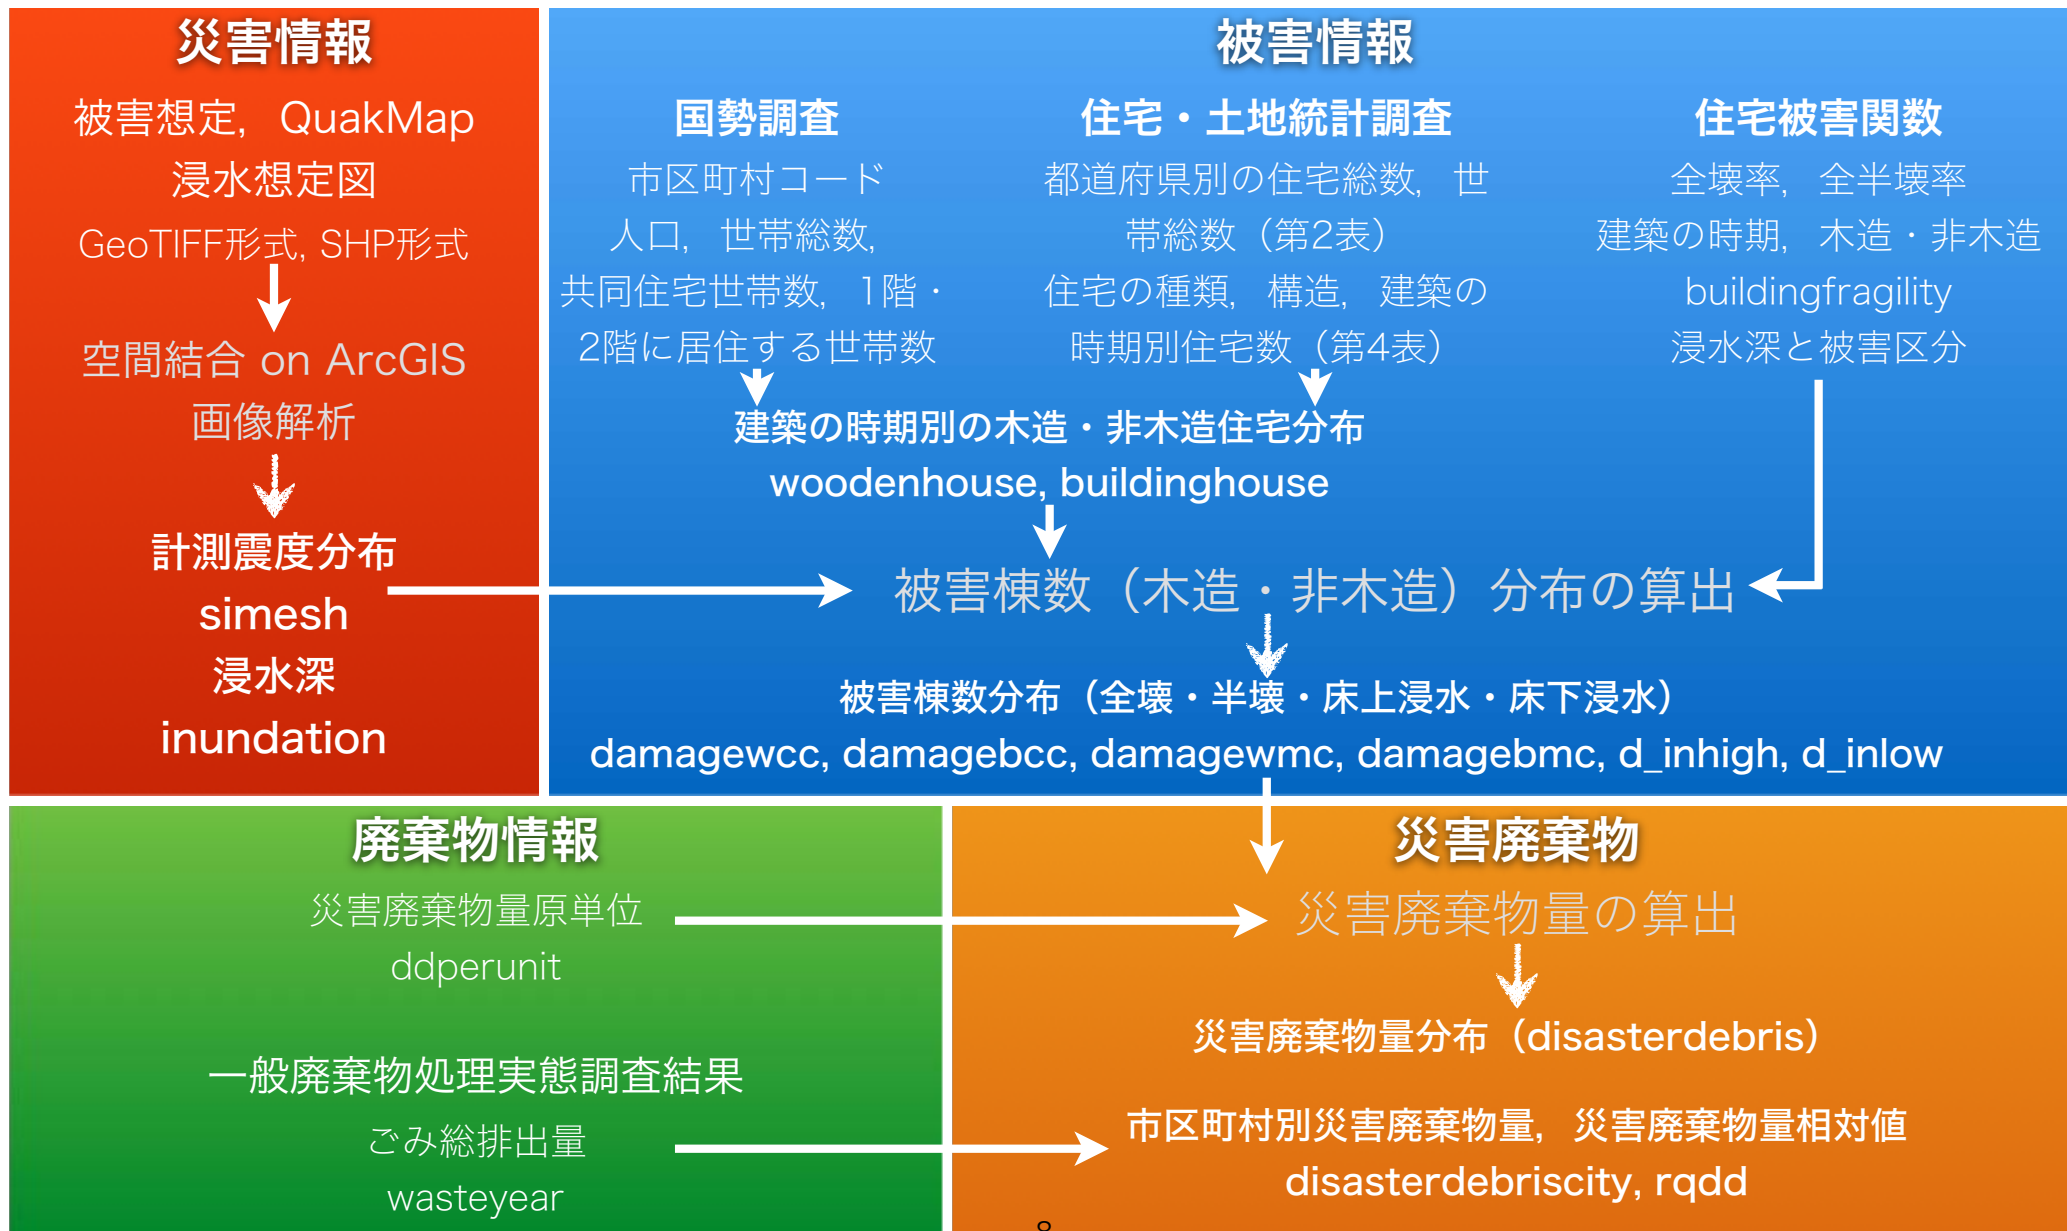 災害情報
被害想定, QuakMap
浸水想定図
GeoTIFF形式, SHP形式
空間結合 on ArcGIS
画像解析
計測震度分布
simesh
浸水深
inundation
被害情報
国勢調査
市区町村コード
人口, 世帯総数,
共同住宅世帯数, 1階・
2階に居住する世帯数
住宅・土地統計調査
都道府県別の住宅総数, 世
帯総数（第2表）
住宅の種類, 構造, 建築の
時期別住宅数（第4表）
住宅被害関数
全壊率, 全半壊率
建築の時期, 木造・非木造
buildingfragility
浸水深と被害区分
建築の時期別の木造・非木造住宅分布
woodenhouse, buildinghouse
被害棟数（木造・非木造）分布の算出
被害棟数分布（全壊・半壊・床上浸水・床下浸水）
damagewcc, damagebcc, damagewmc, damagebmc, d_inhigh, d_inlow
廃棄物情報
災害廃棄物量原単位
ddperunit
一般廃棄物処理実態調査結果
ごみ総排出量
wasteyear
災害廃棄物
災害廃棄物量の算出
災害廃棄物量分布（disasterdebris）
市区町村別災害廃棄物量, 災害廃棄物量相対値
disasterdebriscity, rqdd